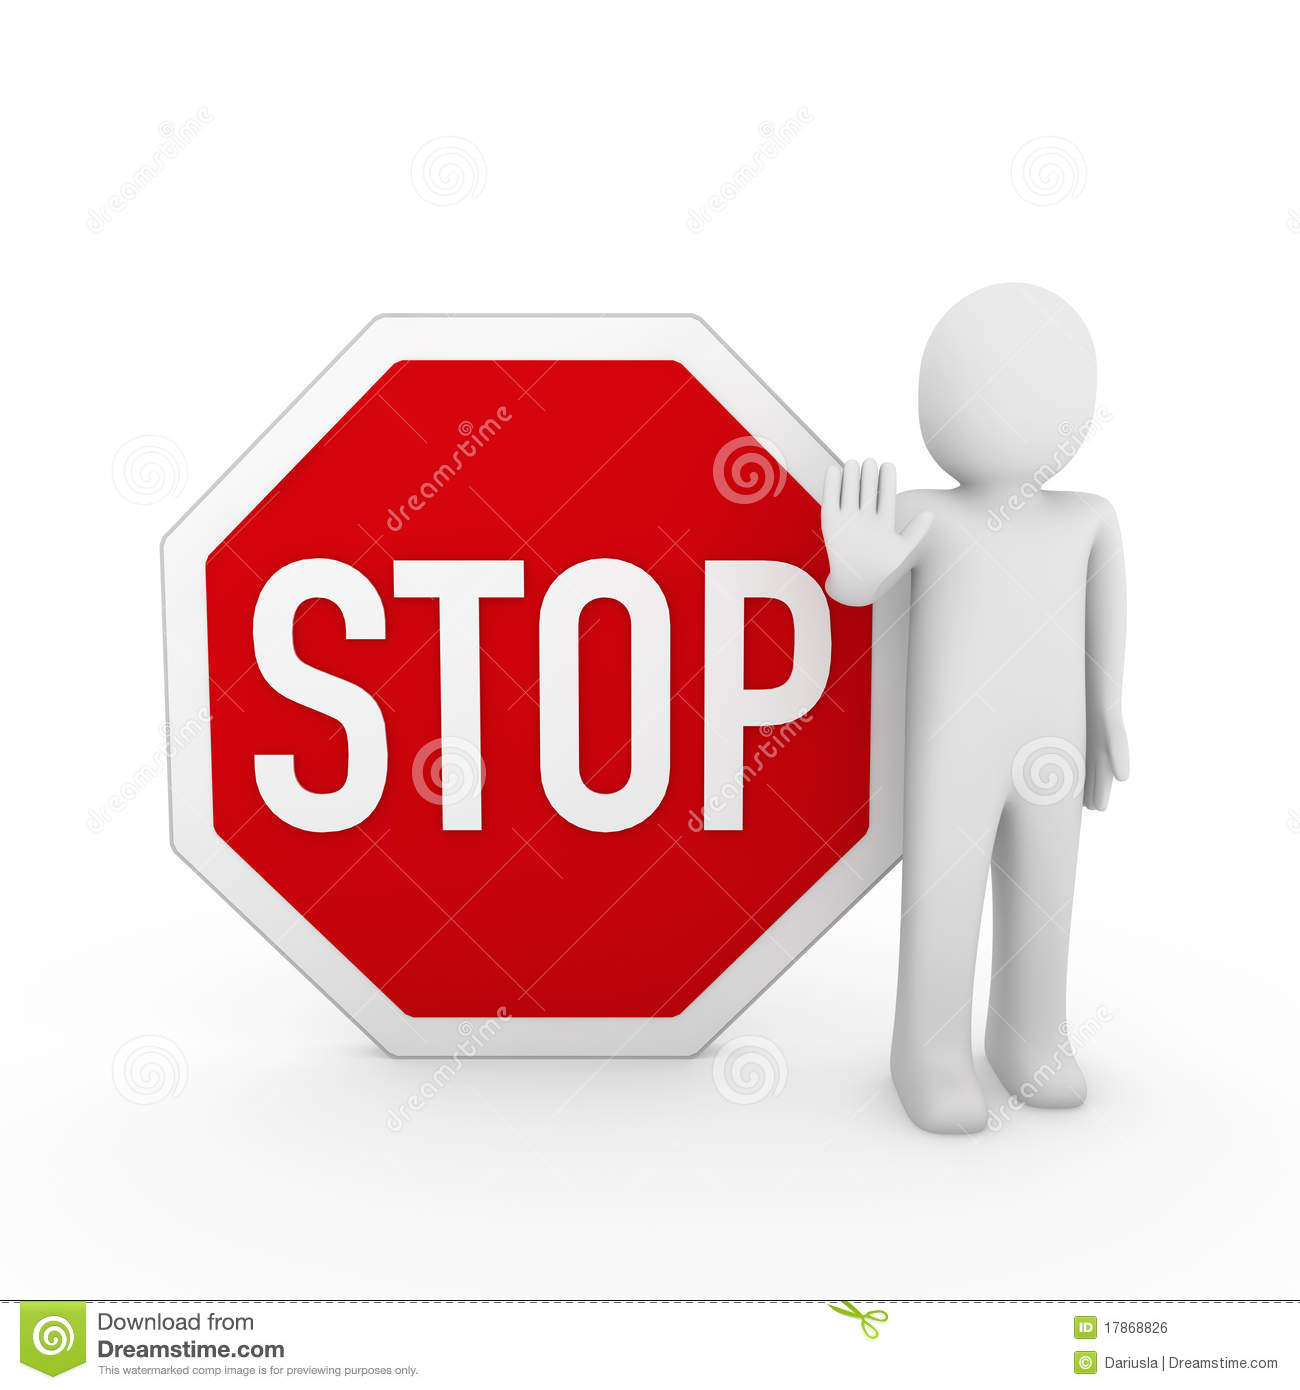 STOP
dreamstime
Download from
Dreamstime.com
This watermarked comp image is for previewing purposes only.
ID 17868826
© Dariusla | Dreamstime.com